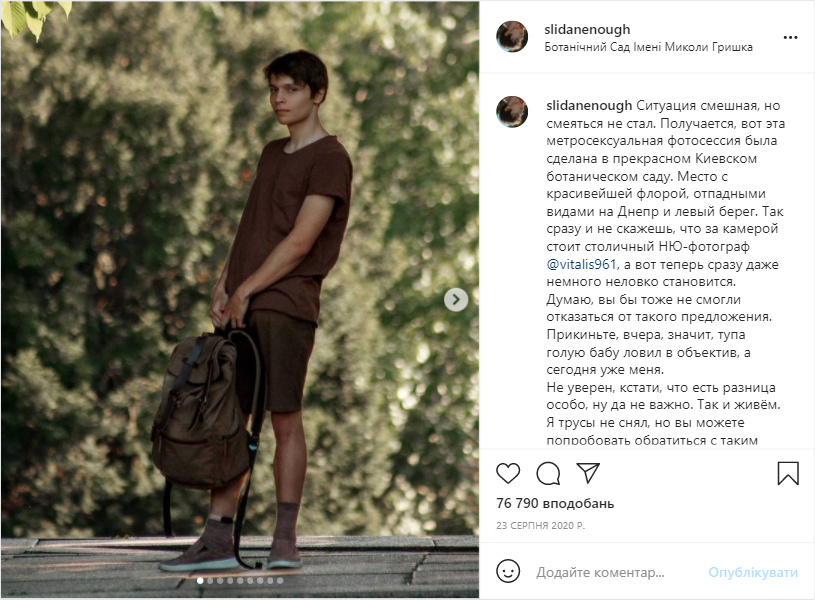 slidanenough
Ботанічний Сад Імені Миколи Гришка
slidanenough Ситуация смешная, но
смеяться не стал. Получается, вот эта
метросексуальная фотосессия была
сделана в прекрасном Киевском
ботаническом саду. Место с
красивейшей флорой, отпадными
видами на Днепр и левый берег. Так
сразу и не скажешь, что за камерой
стоит столичный НЮ-фотограф
@vitalis961, а вот теперь сразу даже
немного неловко становится.
Думаю, вы бы тоже не смогли
отказаться от такого предложения.
Прикиньте, вчера, значит, тупа
голую бабу ловил в объектив, а
сегодня уже меня.
Не уверен, кстати, что есть разница
особо, ну да не важно. Так и живём.
Я трусы не снял, но вы можете
попробовать обратиться с таким
76 790 вподобань
23 СЕРПНЯ 2020 Р.
Додайте коментар... Опублікувати